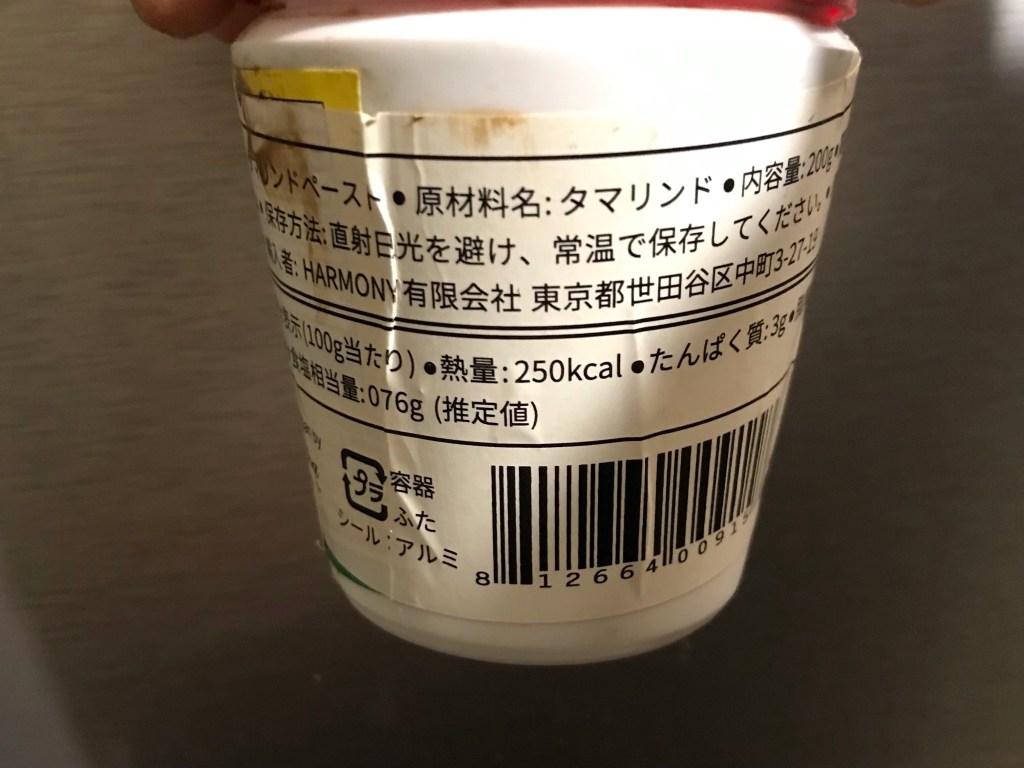 リンドペースト●原材料名:タマリンド●内容量:200g●
●保存方法:直射日光を避け、常温で保存してください。●
入者: HARMONY有限会社 東京都世田谷区中町3-27-19
表示(100g当たり)●熱量:250kcal●たんぱく質:3g●
食塩相当量:076g (推定値)
プラ 容器
ふた
シール:アルミ
8 12664 0091